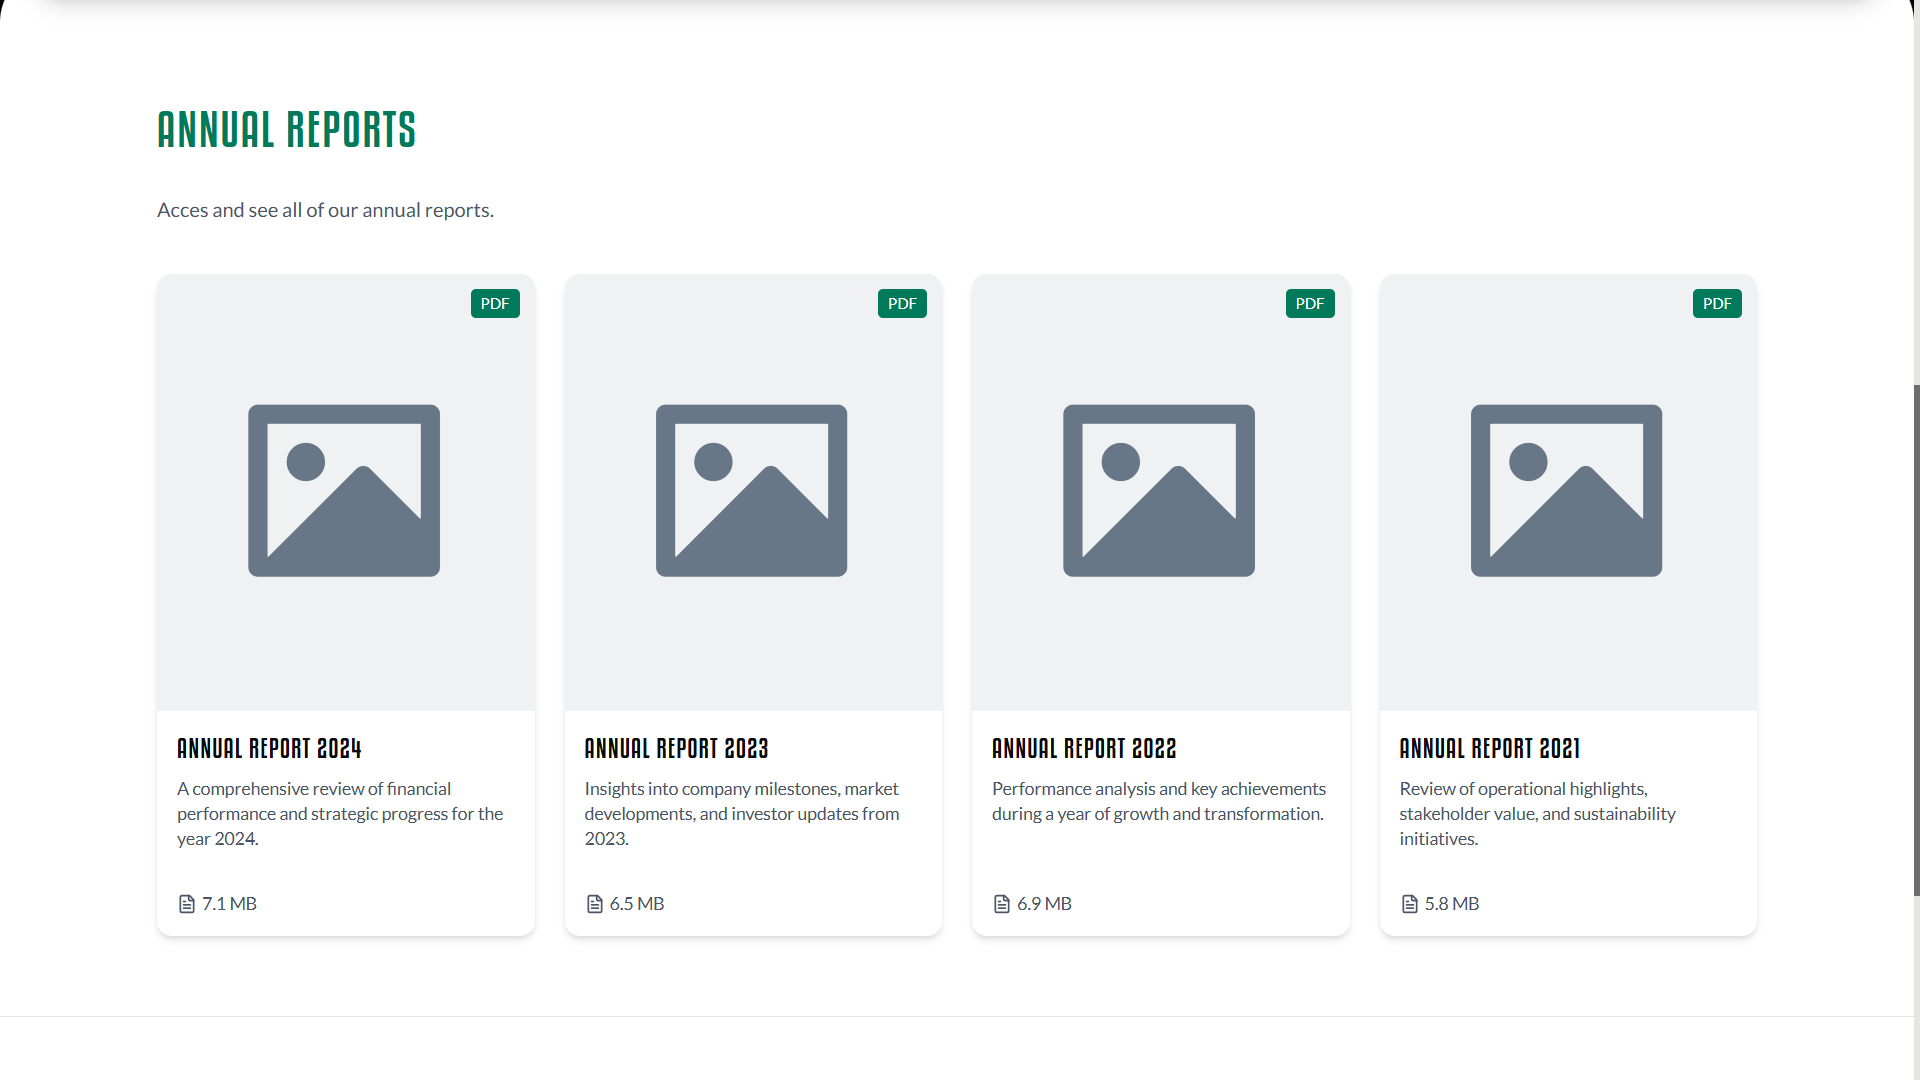 ANNUAL REPORTS
Acces and see all of our annual reports.
PDF
ANNUAL REPORT 2024
A comprehensive review of financial
performance and strategic progress for the
year 2024.
7.1 MB
PDF
ANNUAL REPORT 2023
Insights into company milestones, market
developments, and investor updates from
2023.
6.5 MB
PDF
ANNUAL REPORT 2022
Performance analysis and key achievements
during a year of growth and transformation.
6.9 MB
PDF
ANNUAL REPORT 2021
Review of operational highlights,
stakeholder value, and sustainability
initiatives.
5.8 MB